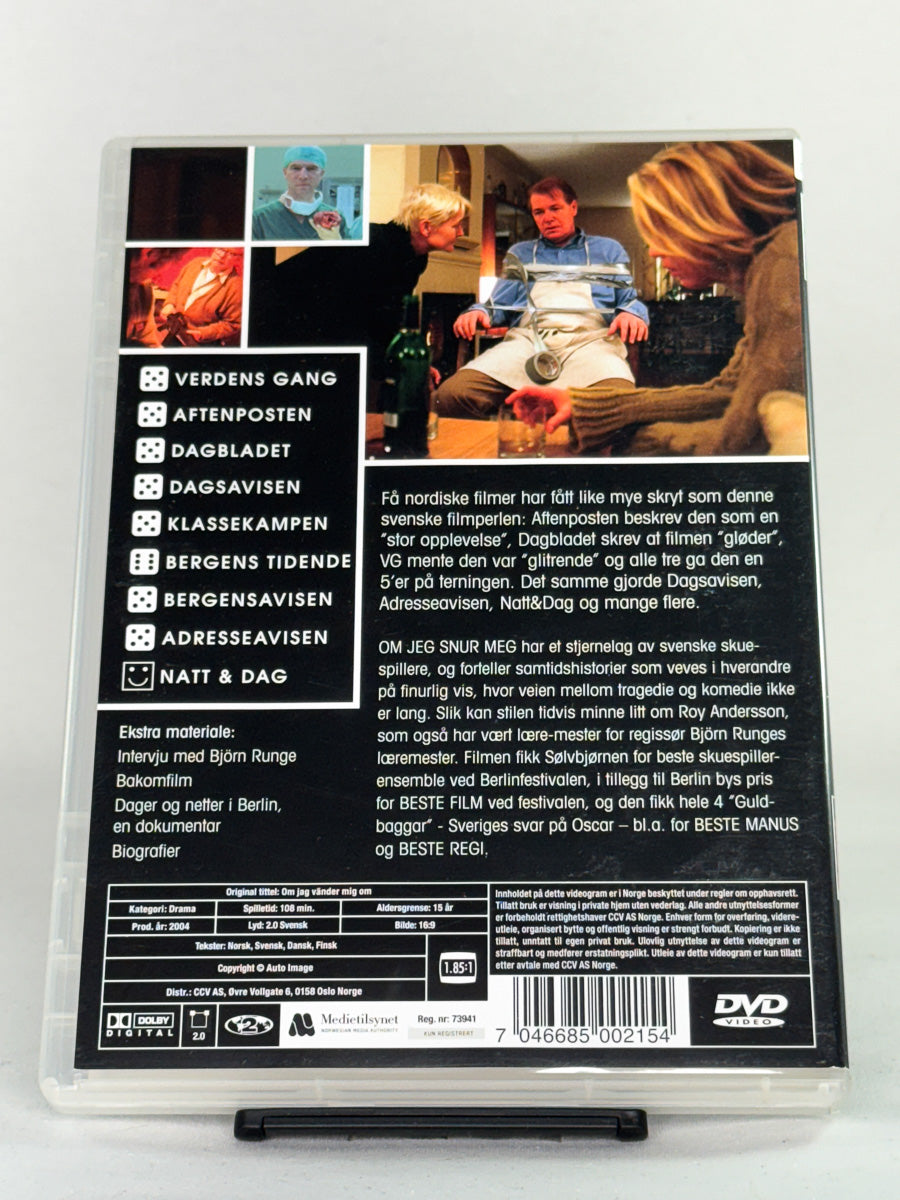 VERDENS GANG
AFTENPOSTEN
DAGBLADET
DAGSAVISEN
KLASSEKAMPEN
BERGENS TIDENDE
BERGENSAVISEN
ADRESSEAVISEN
NATT & DAG
Ekstra materiale:
Intervju med Björn Runge
Bakomfilm
Dager og netter i Berlin,
en dokumentar
Biografier
Få nordiske filmer har fått like mye skryt som denne
svenske filmperlen: Aftenposten beskrev den som en
"stor opplevelse", Dagbladet skrev at filmen "gløder",
VG mente den var "glitrende" og alle tre ga den en
5'er på terningen. Det samme gjorde Dagsavisen,
Adresseavisen, Natt&Dag og mange flere.
OM JEG SNUR MEG har et stjernelag av svenske skue-
spillere, og forteller samtidshistorier som veves i hverandre
på finurlig vis, hvor veien mellom tragedie og komedie ikke
er lang. Slik kan stilen tidvis minne litt om Roy Andersson,
som også har vært lære-mester for regissør Björn Runges
læremester. Filmen fikk Sølvbjørnen for beste skuespiller-
ensemble ved Berlinfestivalen, i tillegg til Berlin bys pris
for BESTE FILM ved festivalen, og den fikk hele 4 "Guld-
baggar" - Sveriges svar på Oscar – bl.a. for BESTE MANUS
og BESTE REGI.
Original tittel: Om jag vänder mig om
Kategori: Drama
Spilletid: 108 min.
Aldersgrense: 15 år
Prod. år: 2004
Lyd: 2.0 Svensk
Bilde: 16:9
Tekster: Norsk, Svensk, Dansk, Finsk
Copyright © Auto Image
Distr.: CCV AS, Øvre Vollgate 6, 0158 Oslo Norge
1.85:1
Innholdet på dette videogram er i Norge beskyttet under regler om opphavsrett.
Tillatt bruk er visning i private hjem uten vederlag. Alle andre utnyttelsesformer
er forbeholdt rettighetshaver CCV AS Norge. Enhver form for overføring, videre-
utleie, organisert bytte og offentlig visning er strengt forbudt. Kopiering er ikke
tillatt, unntatt til egen privat bruk. Ulovlig utnyttelse av dette videogram er
straffbart og medfører erstatningsplikt. Utleie av dette videogram er kun tillatt
etter avtale med CCV AS Norge.
DOLBY
DIGITAL
2.0
2
Medietilsynet
NORWEGIAN MEDIA AUTHORITY
Reg. nr: 73941
KUN REGISTRERT
7 046685 002154
DVD
VIDEO